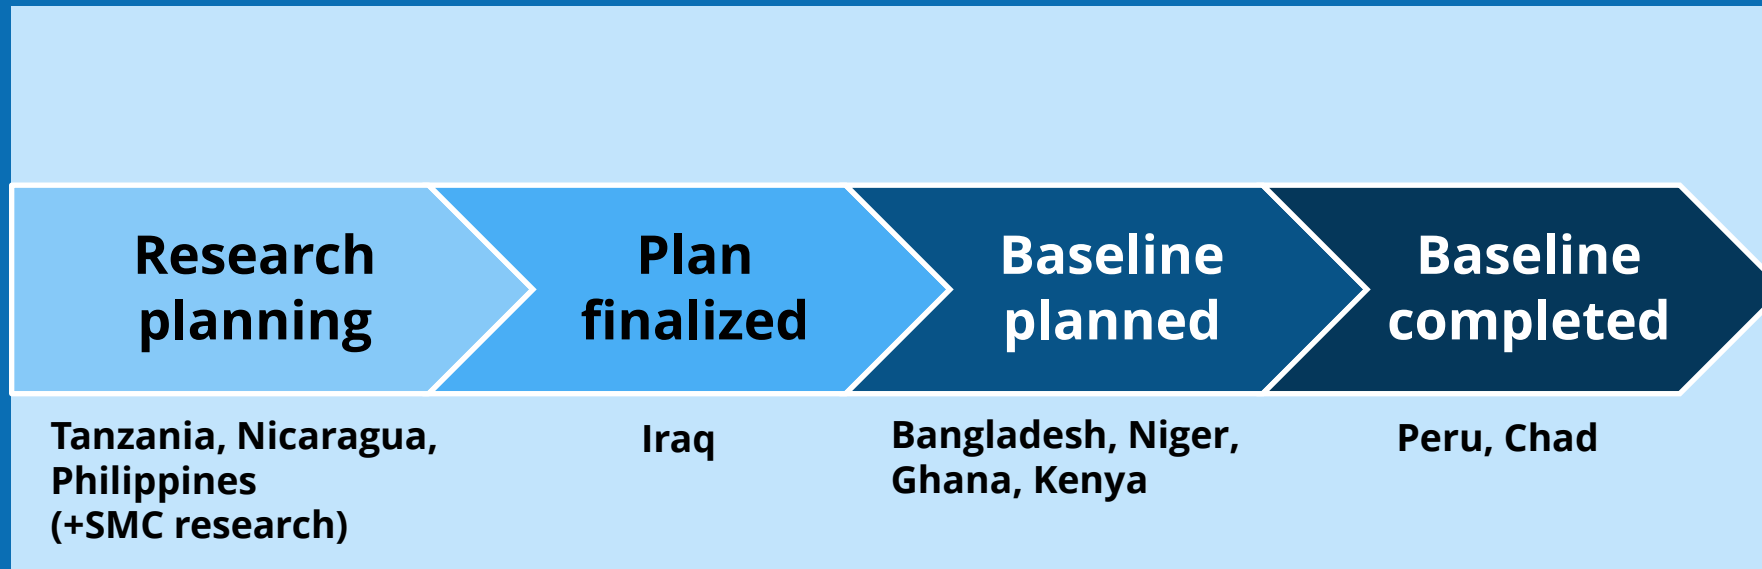 Research
planning
Plan
finalized
Baseline
planned
Baseline
completed
Tanzania, Nicaragua,
Philippines
(+SMC research)
Iraq
Bangladesh, Niger,
Ghana, Kenya
Peru, Chad